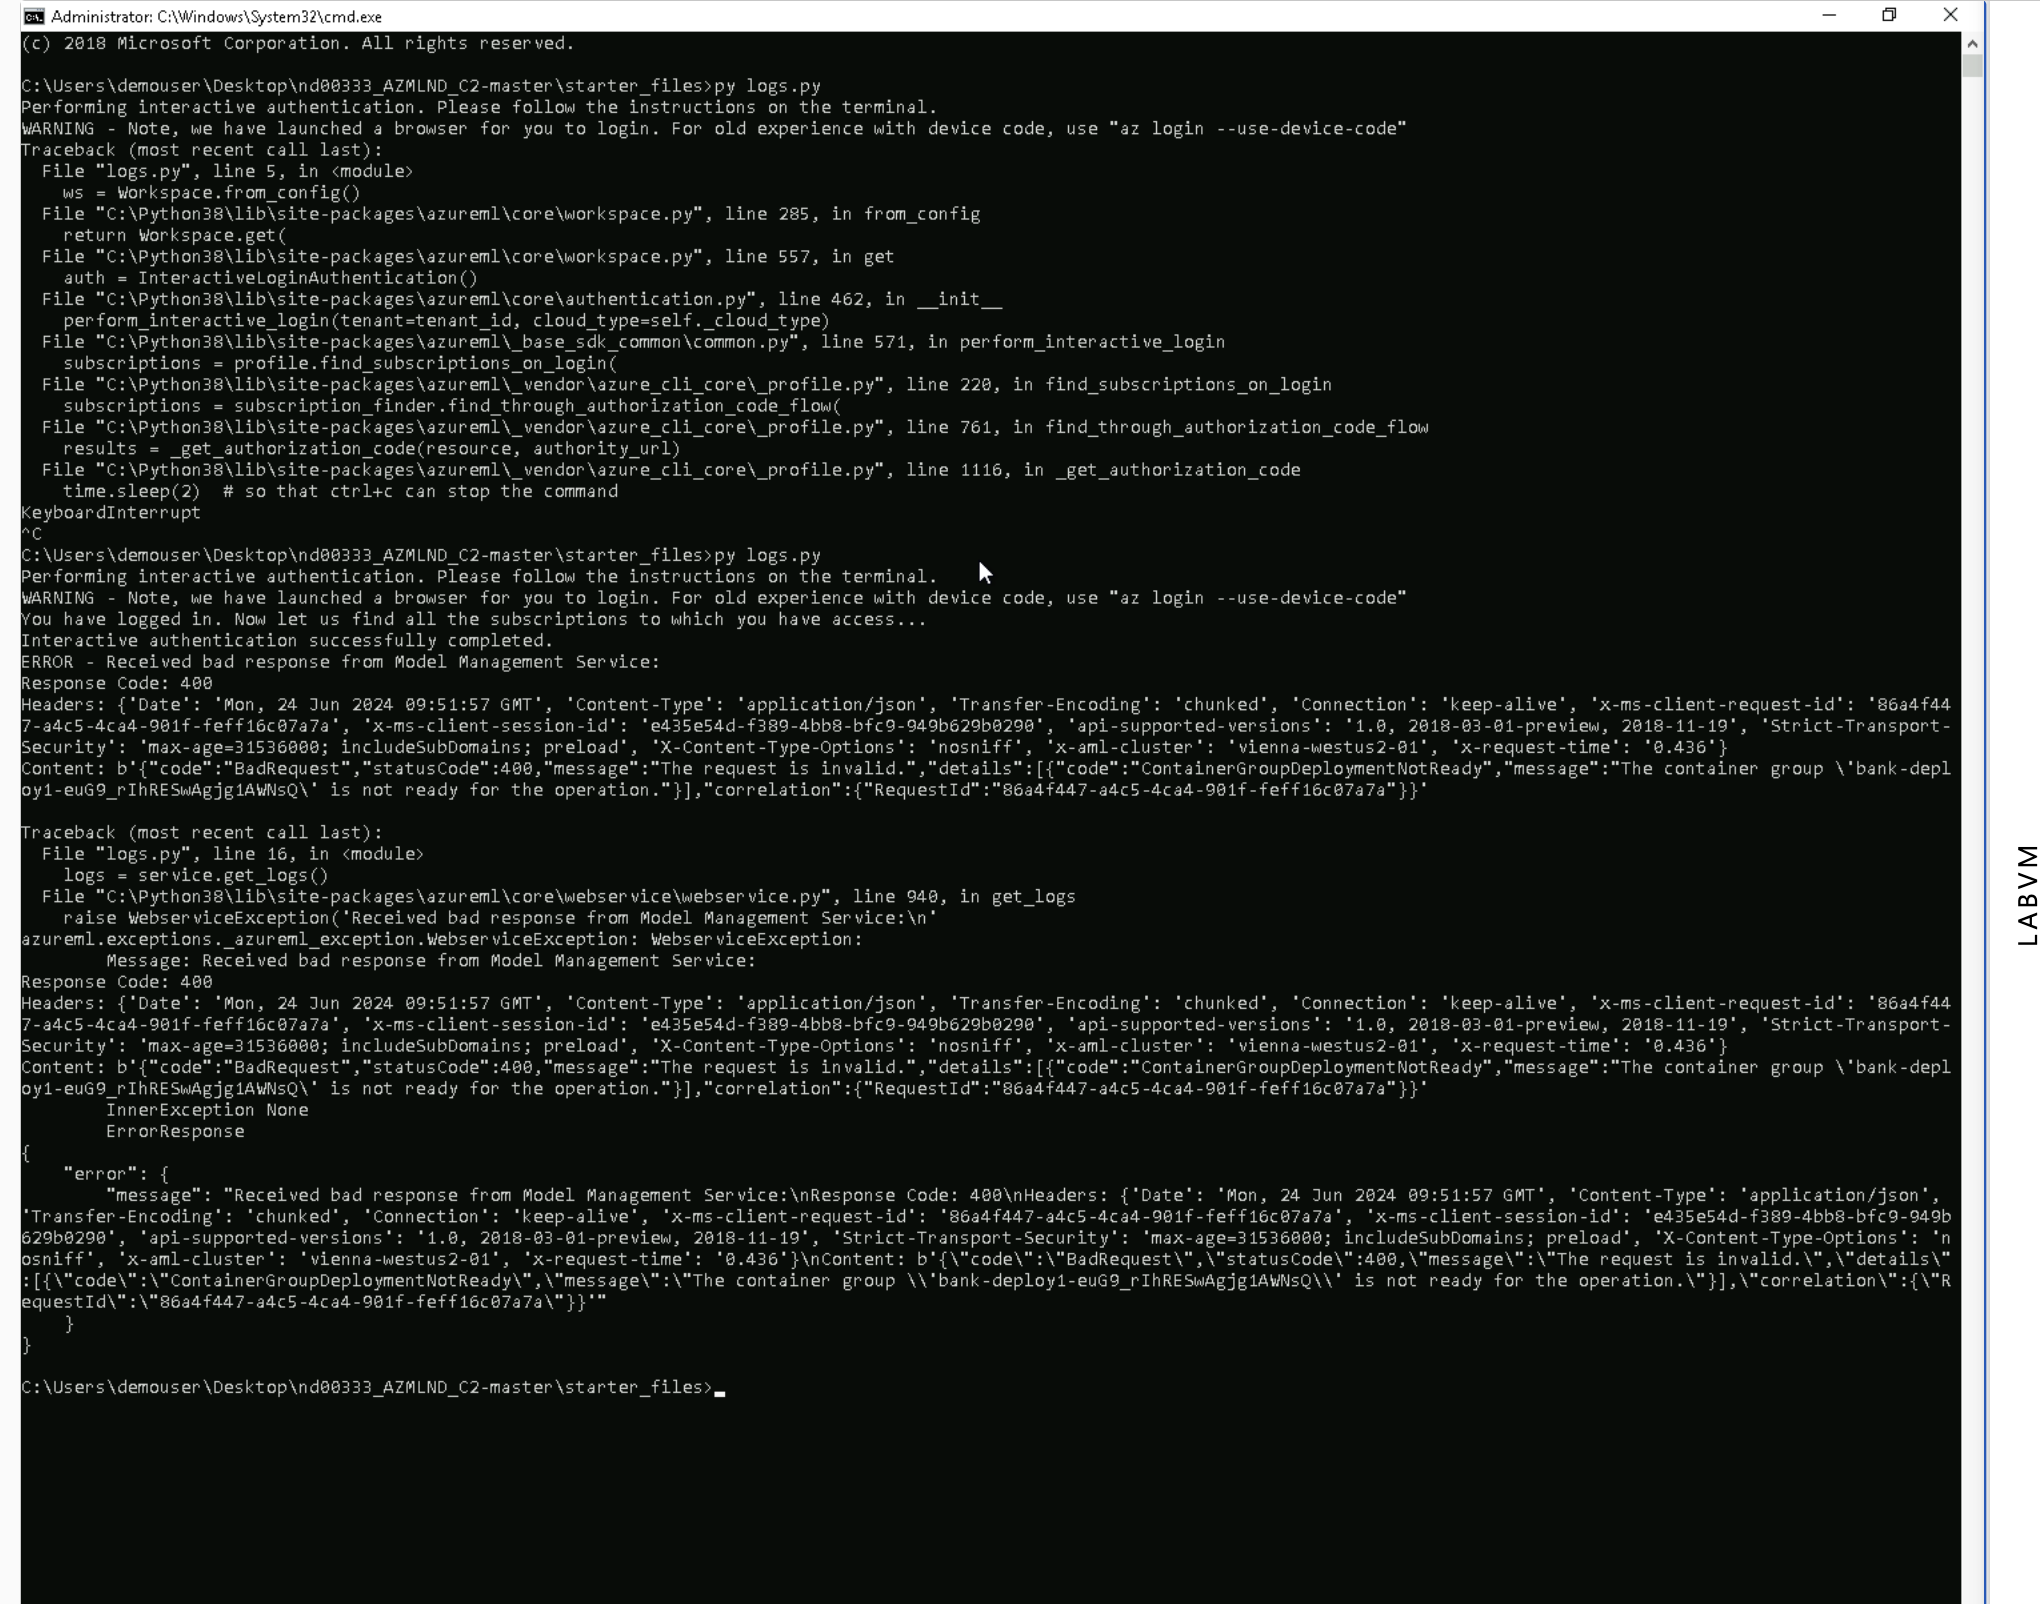 Administrator: C:\Windows\System32\cmd.exe
(c) 2018 Microsoft Corporation. All rights reserved.
C:\Users\demouser\Desktop\nd00333_AZMLND_C2-master\starter_files>py logs.py
Performing interactive authentication. Please follow the instructions on the terminal.
WARNING - Note, we have launched a browser for you to login. For old experience with device code, use "az login --use-device-code"
Traceback (most recent call last):
  File "logs.py", line 5, in <module>
    ws = Workspace.from_config()
  File "C:\Python38\lib\site-packages\azureml\core\workspace.py", line 285, in from_config
    return Workspace.get(
  File "C:\Python38\lib\site-packages\azureml\core\workspace.py", line 557, in get
    auth = InteractiveLoginAuthentication()
  File "C:\Python38\lib\site-packages\azureml\core\authentication.py", line 462, in __init__
    perform_interactive_login(tenant=tenant_id, cloud_type=self._cloud_type)
  File "C:\Python38\lib\site-packages\azureml\_base_sdk_common\common.py", line 571, in perform_interactive_login
    subscriptions = profile.find_subscriptions_on_login(
  File "C:\Python38\lib\site-packages\azureml\_vendor\azure_cli_core\_profile.py", line 220, in find_subscriptions_on_login
    subscriptions = subscription_finder.find_through_authorization_code_flow(
  File "C:\Python38\lib\site-packages\azureml\_vendor\azure_cli_core\_profile.py", line 761, in find_through_authorization_code_flow
    results = _get_authorization_code(resource, authority_url)
  File "C:\Python38\lib\site-packages\azureml\_vendor\azure_cli_core\_profile.py", line 1116, in _get_authorization_code
    time.sleep(2)  # so that ctrl+c can stop the command
KeyboardInterrupt
^C
C:\Users\demouser\Desktop\nd00333_AZMLND_C2-master\starter_files>py logs.py
Performing interactive authentication. Please follow the instructions on the terminal.
WARNING - Note, we have launched a browser for you to login. For old experience with device code, use "az login --use-device-code"
You have logged in. Now let us find all the subscriptions to which you have access...
Interactive authentication successfully completed.
ERROR - Received bad response from Model Management Service:
Response Code: 400
Headers: {'Date': 'Mon, 24 Jun 2024 09:51:57 GMT', 'Content-Type': 'application/json', 'Transfer-Encoding': 'chunked', 'Connection': 'keep-alive', 'x-ms-client-request-id': '86a4f44
7-a4c5-4ca4-901f-feff16c07a7a', 'x-ms-client-session-id': 'e435e54d-f389-4bb8-bfc9-949b629b0290', 'api-supported-versions': '1.0, 2018-03-01-preview, 2018-11-19', 'Strict-Transport-
Security': 'max-age=31536000; includeSubDomains; preload', 'X-Content-Type-Options': 'nosniff', 'x-aml-cluster': 'vienna-westus2-01', 'x-request-time': '0.436'}
Content: b'{"code":"BadRequest","statusCode":400,"message":"The request is invalid.","details":[{"code":"ContainerGroupDeploymentNotReady","message":"The container group \'bank-depl
oy1-euG9_rIhRESwAgjg1AWNsQ\' is not ready for the operation."}],"correlation":{"RequestId":"86a4f447-a4c5-4ca4-901f-feff16c07a7a"}}'
Traceback (most recent call last):
  File "logs.py", line 16, in <module>
    logs = service.get_logs()
  File "C:\Python38\lib\site-packages\azureml\core\webservice\webservice.py", line 940, in get_logs
    raise WebserviceException('Received bad response from Model Management Service:\n'
azureml.exceptions._azureml_exception.WebserviceException: WebserviceException:
        Message: Received bad response from Model Management Service:
Response Code: 400
Headers: {'Date': 'Mon, 24 Jun 2024 09:51:57 GMT', 'Content-Type': 'application/json', 'Transfer-Encoding': 'chunked', 'Connection': 'keep-alive', 'x-ms-client-request-id': '86a4f44
7-a4c5-4ca4-901f-feff16c07a7a', 'x-ms-client-session-id': 'e435e54d-f389-4bb8-bfc9-949b629b0290', 'api-supported-versions': '1.0, 2018-03-01-preview, 2018-11-19', 'Strict-Transport-
Security': 'max-age=31536000; includeSubDomains; preload', 'X-Content-Type-Options': 'nosniff', 'x-aml-cluster': 'vienna-westus2-01', 'x-request-time': '0.436'}
Content: b'{"code":"BadRequest","statusCode":400,"message":"The request is invalid.","details":[{"code":"ContainerGroupDeploymentNotReady","message":"The container group \'bank-depl
oy1-euG9_rIhRESwAgjg1AWNsQ\' is not ready for the operation."}],"correlation":{"RequestId":"86a4f447-a4c5-4ca4-901f-feff16c07a7a"}}'
        InnerException None
        ErrorResponse
{
    "error": {
        "message": "Received bad response from Model Management Service:\nResponse Code: 400\nHeaders: {'Date': 'Mon, 24 Jun 2024 09:51:57 GMT', 'Content-Type': 'application/json',
'Transfer-Encoding': 'chunked', 'Connection': 'keep-alive', 'x-ms-client-request-id': '86a4f447-a4c5-4ca4-901f-feff16c07a7a', 'x-ms-client-session-id': 'e435e54d-f389-4bb8-bfc9-949b
629b0290', 'api-supported-versions': '1.0, 2018-03-01-preview, 2018-11-19', 'Strict-Transport-Security': 'max-age=31536000; includeSubDomains; preload', 'X-Content-Type-Options': 'n
osniff', 'x-aml-cluster': 'vienna-westus2-01', 'x-request-time': '0.436'}\nContent: b'{\"code\":\"BadRequest\",\"statusCode\":400,\"message\":\"The request is invalid.\",\"details\"
:[{\"code\":\"ContainerGroupDeploymentNotReady\",\"message\":\"The container group \\'bank-deploy1-euG9_rIhRESwAgjg1AWNsQ\\' is not ready for the operation.\"}],\"correlation\":{\"R
equestId\":\"86a4f447-a4c5-4ca4-901f-feff16c07a7a\"}}'"
    }
}
C:\Users\demouser\Desktop\nd00333_AZMLND_C2-master\starter_files>
LABVM